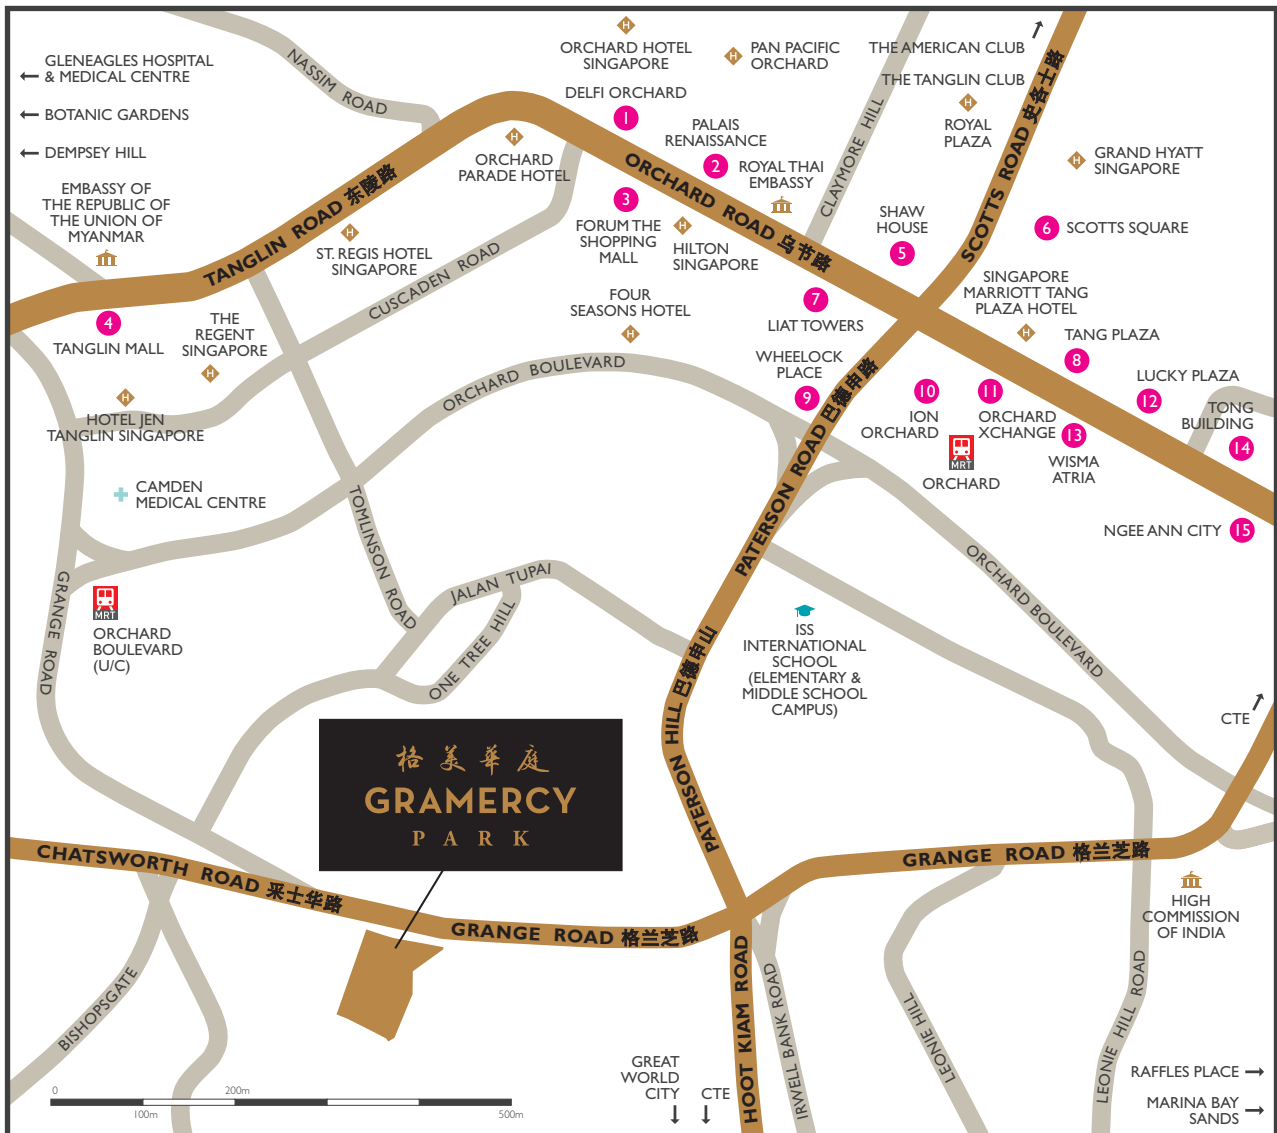 GLENEAGLES HOSPITAL
& MEDICAL CENTRE
BOTANIC GARDENS
DEMPSEY HILL
EMBASSY OF
THE REPUBLIC OF
THE UNION OF
MYANMAR
NASSIM ROAD
H
ORCHARD HOTEL
SINGAPORE
H
PAN PACIFIC
ORCHARD
DELFI ORCHARD
1
PALAIS
RENAISSANCE
2
ROYAL THAI
EMBASSY
THE AMERICAN CLUB
THE TANGLIN CLUB
H
ROYAL
PLAZA
CLAYMORE HILL
SCOTTS ROAD 史各士路
H
GRAND HYATT
SINGAPORE
H
ORCHARD
PARADE HOTEL
ORCHARD ROAD 乌节路
TANGLIN ROAD 东陵路
3
FORUM THE
SHOPPING
MALL
H
HILTON
SINGAPORE
SHAW
HOUSE
5
6
SCOTTS SQUARE
H
ST. REGIS HOTEL
SINGAPORE
CUSCADEN ROAD
SINGAPORE
MARRIOTT TANG
PLAZA HOTEL
H
4
TANGLIN MALL
THE
REGENT
SINGAPORE
H
FOUR
SEASONS HOTEL
H
7
LIAT TOWERS
TANG PLAZA
8
WHEELOCK
PLACE
9
ORCHARD BOULEVARD
H
HOTEL JEN
TANGLIN SINGAPORE
10
ION
ORCHARD
11
ORCHARD
XCHANGE
LUCKY PLAZA
12
TONG
BUILDING
14
13
WISMA
ATRIA
MRT
ORCHARD
PATERSON ROAD 巴德申路
CAMDEN
MEDICAL CENTRE
NGEE ANN CITY
15
TOMLINSON ROAD
ORCHARD BOULEVARD
JALAN TUPAI
ONE TREE HILL
GRANGE ROAD
MRT
ORCHARD
BOULEVARD
(U/C)
ISS
INTERNATIONAL
SCHOOL
(ELEMENTARY &
MIDDLE SCHOOL
CAMPUS)
PATERSON HILL 巴德申山
CTE
格美華庭
GRAMERCY
PARK
CHATSWORTH ROAD 采士华路
GRANGE ROAD 格兰芝路
GRANGE ROAD 格兰芝路
HIGH
COMMISSION
OF INDIA
BISHOPSGATE
HOOT KIAM ROAD
IRWELL BANK ROAD
LEONIE HILL
LEONIE HILL ROAD
GREAT
WORLD
CITY
CTE
RAFFLES PLACE
MARINA BAY
SANDS
0
200m
100m
500m